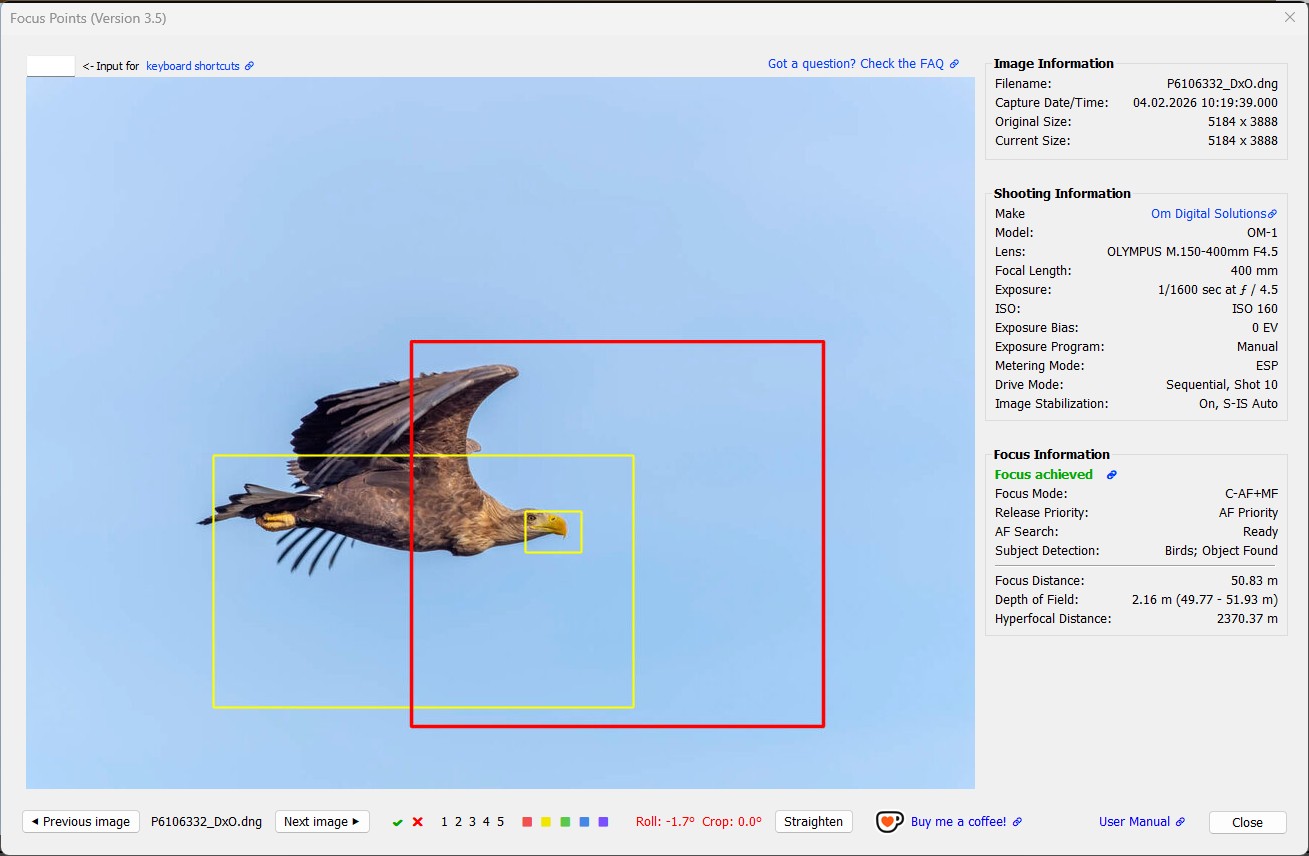 Focus Points (Version 3.5)
<- Input for keyboard shortcuts
Got a question? Check the FAQ
Image Information
Filename: P6106332_DxO.dng
Capture Date/Time: 04.02.2026 10:19:39.000
Original Size: 5184 x 3888
Current Size: 5184 x 3888
Shooting Information
Make Om Digital Solutions
Model: OM-1
Lens: OLYMPUS M.150-400mm F4.5
Focal Length: 400 mm
Exposure: 1/1600 sec at ƒ / 4.5
ISO: ISO 160
Exposure Bias: 0 EV
Exposure Program: Manual
Metering Mode: ESP
Drive Mode: Sequential, Shot 10
Image Stabilization: On, S-IS Auto
Focus Information
Focus achieved
Focus Mode: C-AF+MF
Release Priority: AF Priority
AF Search: Ready
Subject Detection: Birds; Object Found
Focus Distance: 50.83 m
Depth of Field: 2.16 m (49.77 - 51.93 m)
Hyperfocal Distance: 2370.37 m
Previous image P6106332_DxO.dng Next image 1 2 3 4 5 Roll: -1.7° Crop: 0.0° Straighten Buy me a coffee! User Manual Close